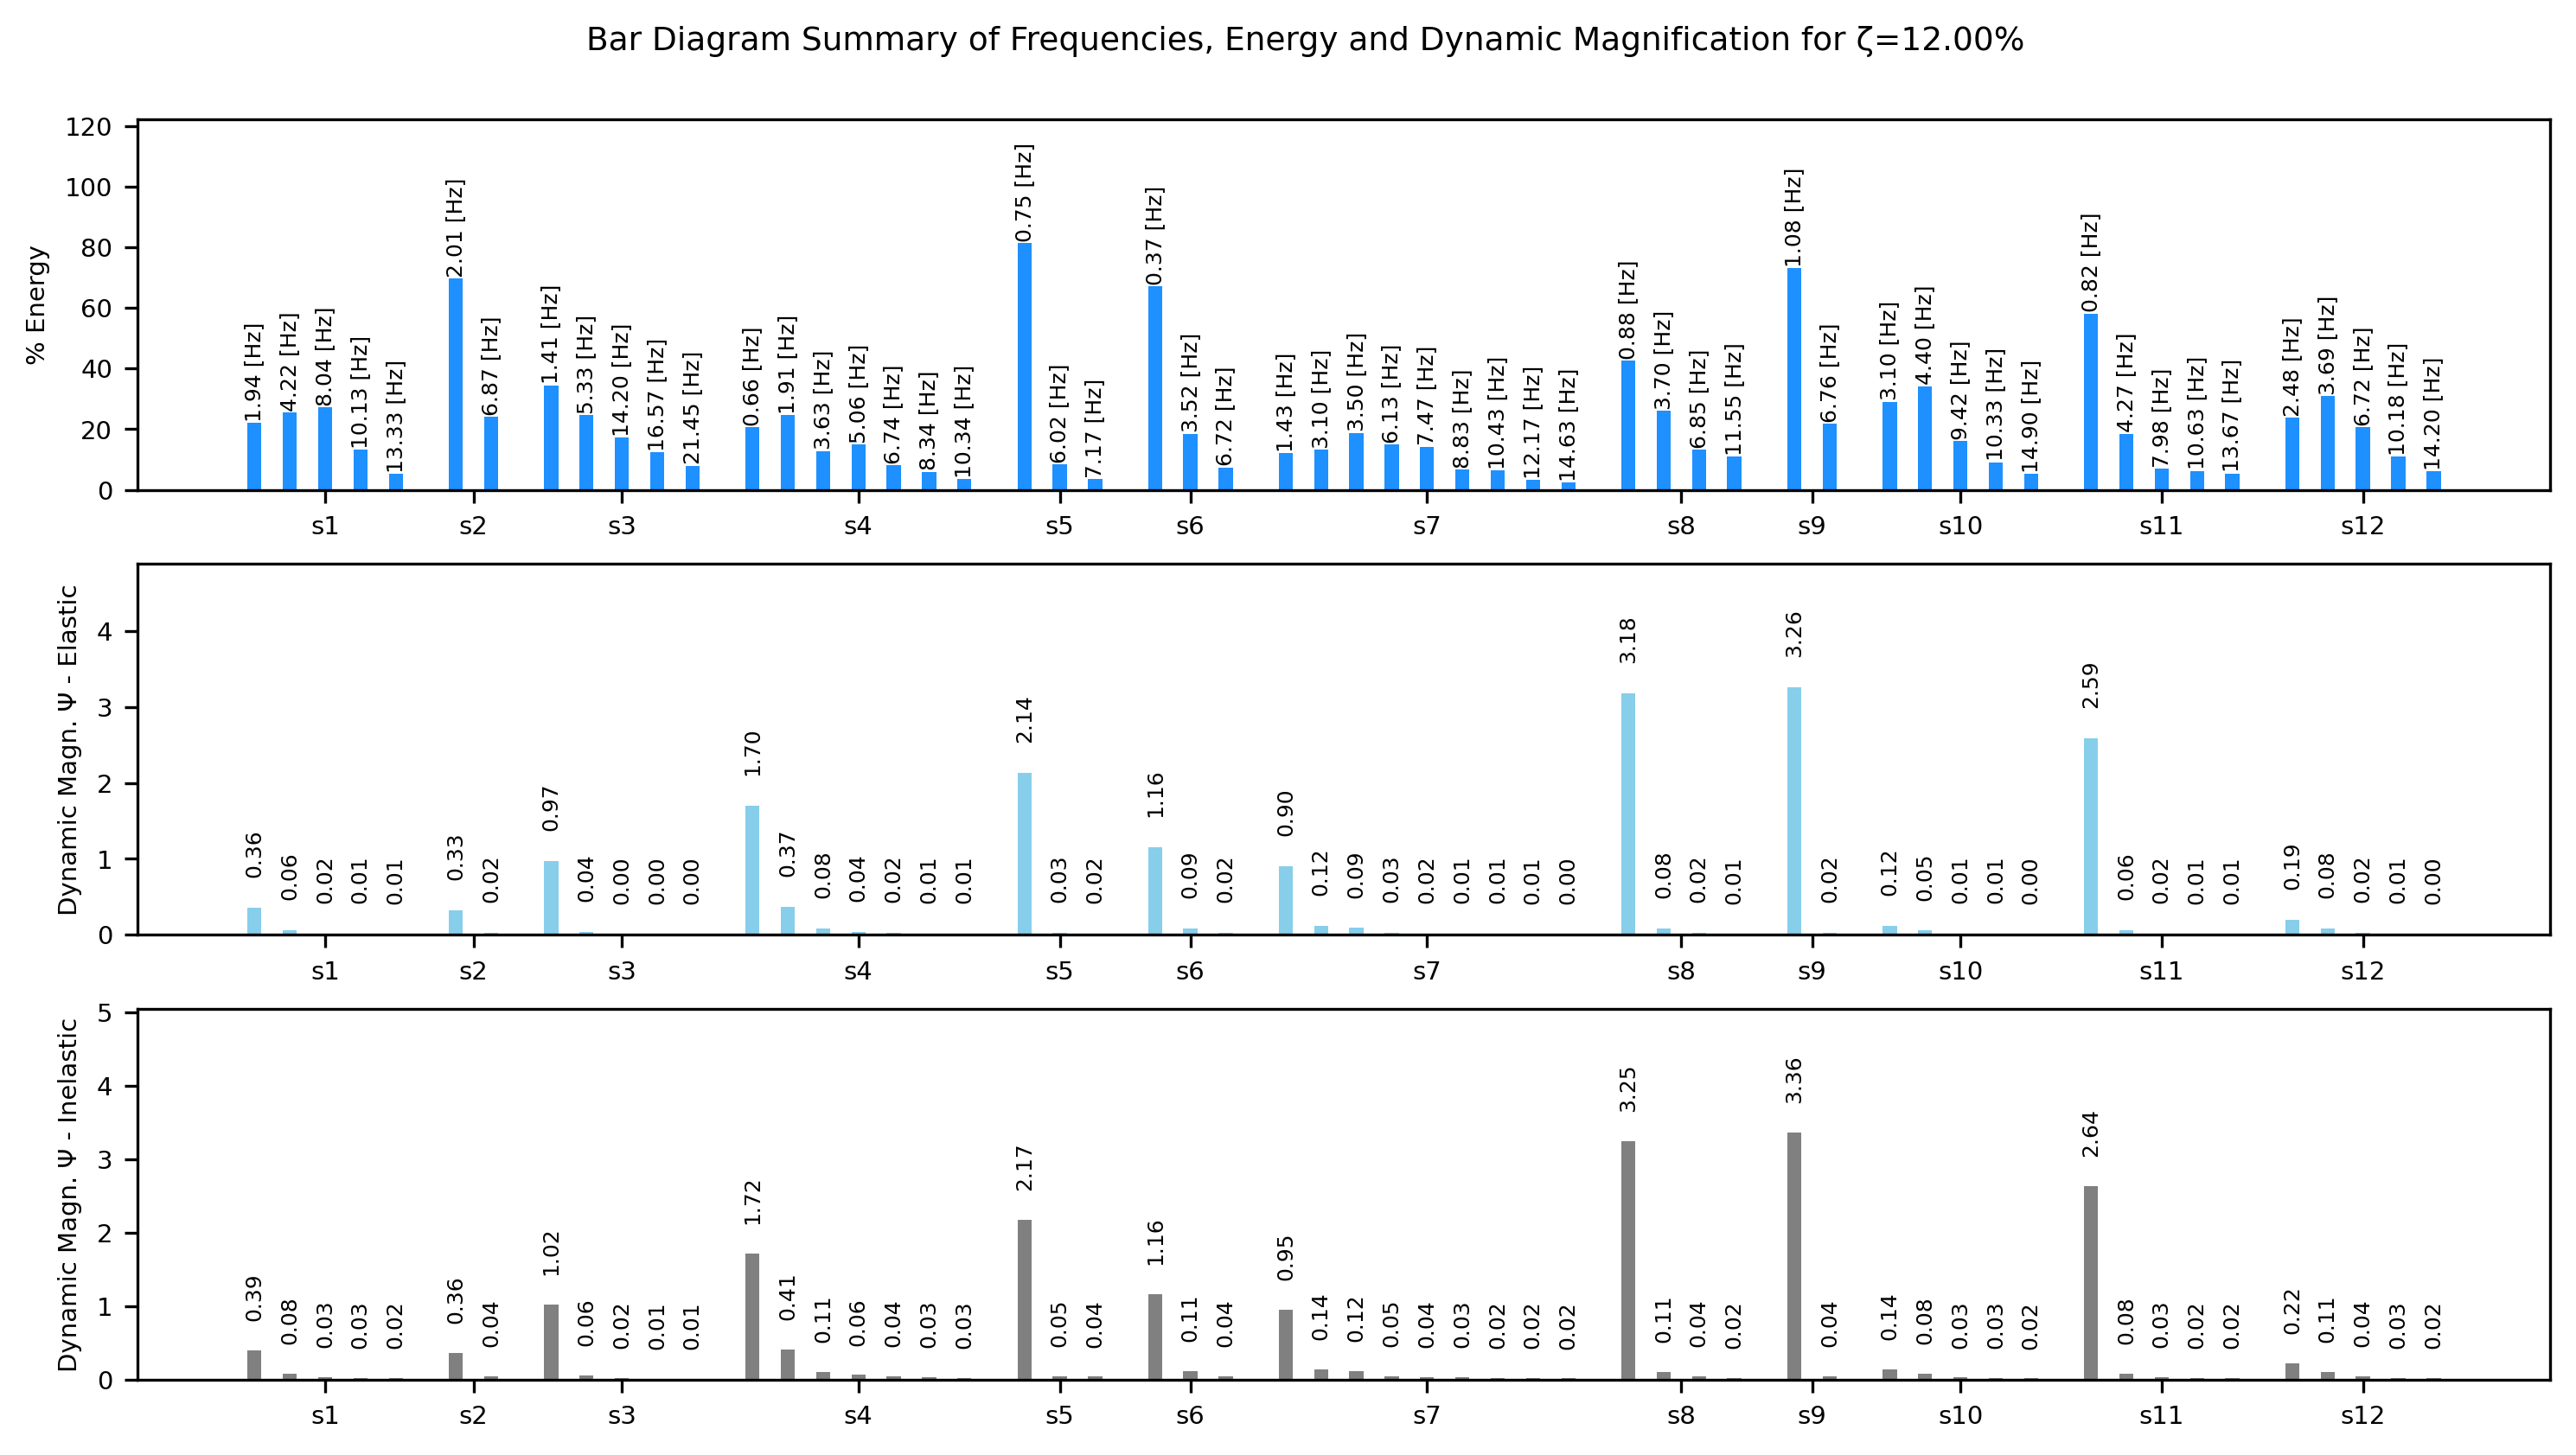 Bar Diagram Summary of Frequencies, Energy and Dynamic Magnification for ζ=12.00%
% Energy
120
100
80
60
40
20
0
1.94 [Hz]
4.22 [Hz]
8.04 [Hz]
10.13 [Hz]
13.33 [Hz]
2.01 [Hz]
6.87 [Hz]
1.41 [Hz]
5.33 [Hz]
14.20 [Hz]
16.57 [Hz]
21.45 [Hz]
0.66 [Hz]
1.91 [Hz]
3.63 [Hz]
5.06 [Hz]
6.74 [Hz]
8.34 [Hz]
10.34 [Hz]
0.75 [Hz]
6.02 [Hz]
7.17 [Hz]
0.37 [Hz]
3.52 [Hz]
6.72 [Hz]
1.43 [Hz]
3.10 [Hz]
3.50 [Hz]
6.13 [Hz]
7.47 [Hz]
8.83 [Hz]
10.43 [Hz]
12.17 [Hz]
14.63 [Hz]
0.88 [Hz]
3.70 [Hz]
6.85 [Hz]
11.55 [Hz]
1.08 [Hz]
6.76 [Hz]
3.10 [Hz]
4.40 [Hz]
9.42 [Hz]
10.33 [Hz]
14.90 [Hz]
0.82 [Hz]
4.27 [Hz]
7.98 [Hz]
10.63 [Hz]
13.67 [Hz]
2.48 [Hz]
3.69 [Hz]
6.72 [Hz]
10.18 [Hz]
14.20 [Hz]
s1 s2 s3 s4 s5 s6 s7 s8 s9 s10 s11 s12
Dynamic Magn. Ψ - Elastic
4
3
2
1
0
0.36
0.06
0.02
0.01
0.01
0.33
0.02
0.97
0.04
0.00
0.00
0.00
1.70
0.37
0.08
0.04
0.02
0.01
0.01
2.14
0.03
0.02
1.16
0.09
0.02
0.90
0.12
0.09
0.03
0.02
0.01
0.01
0.01
0.00
3.18
0.08
0.02
0.01
3.26
0.02
0.12
0.05
0.01
0.01
0.00
2.59
0.06
0.02
0.01
0.01
0.19
0.08
0.02
0.01
0.00
s1 s2 s3 s4 s5 s6 s7 s8 s9 s10 s11 s12
Dynamic Magn. Ψ - Inelastic
5
4
3
2
1
0
0.39
0.08
0.03
0.03
0.02
0.36
0.04
1.02
0.06
0.02
0.01
0.01
1.72
0.41
0.11
0.06
0.04
0.03
0.03
2.17
0.05
0.04
1.16
0.11
0.04
0.95
0.14
0.12
0.05
0.04
0.03
0.02
0.02
0.02
3.25
0.11
0.04
0.02
3.36
0.04
0.14
0.08
0.03
0.03
0.02
2.64
0.08
0.03
0.02
0.02
0.22
0.11
0.04
0.03
0.02
s1 s2 s3 s4 s5 s6 s7 s8 s9 s10 s11 s12